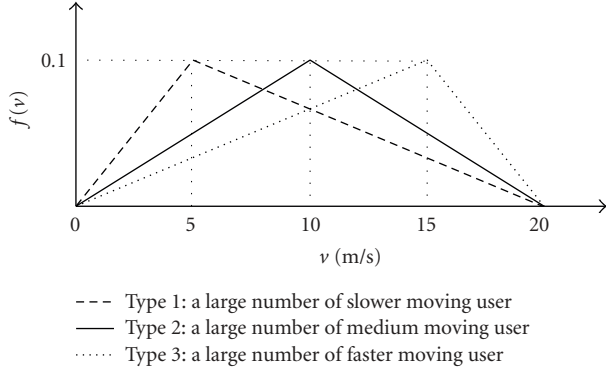 0.1
f(v)
0 5 10 15 20
v (m/s)
Type 1: a large number of slower moving user
Type 2: a large number of medium moving user
Type 3: a large number of faster moving user